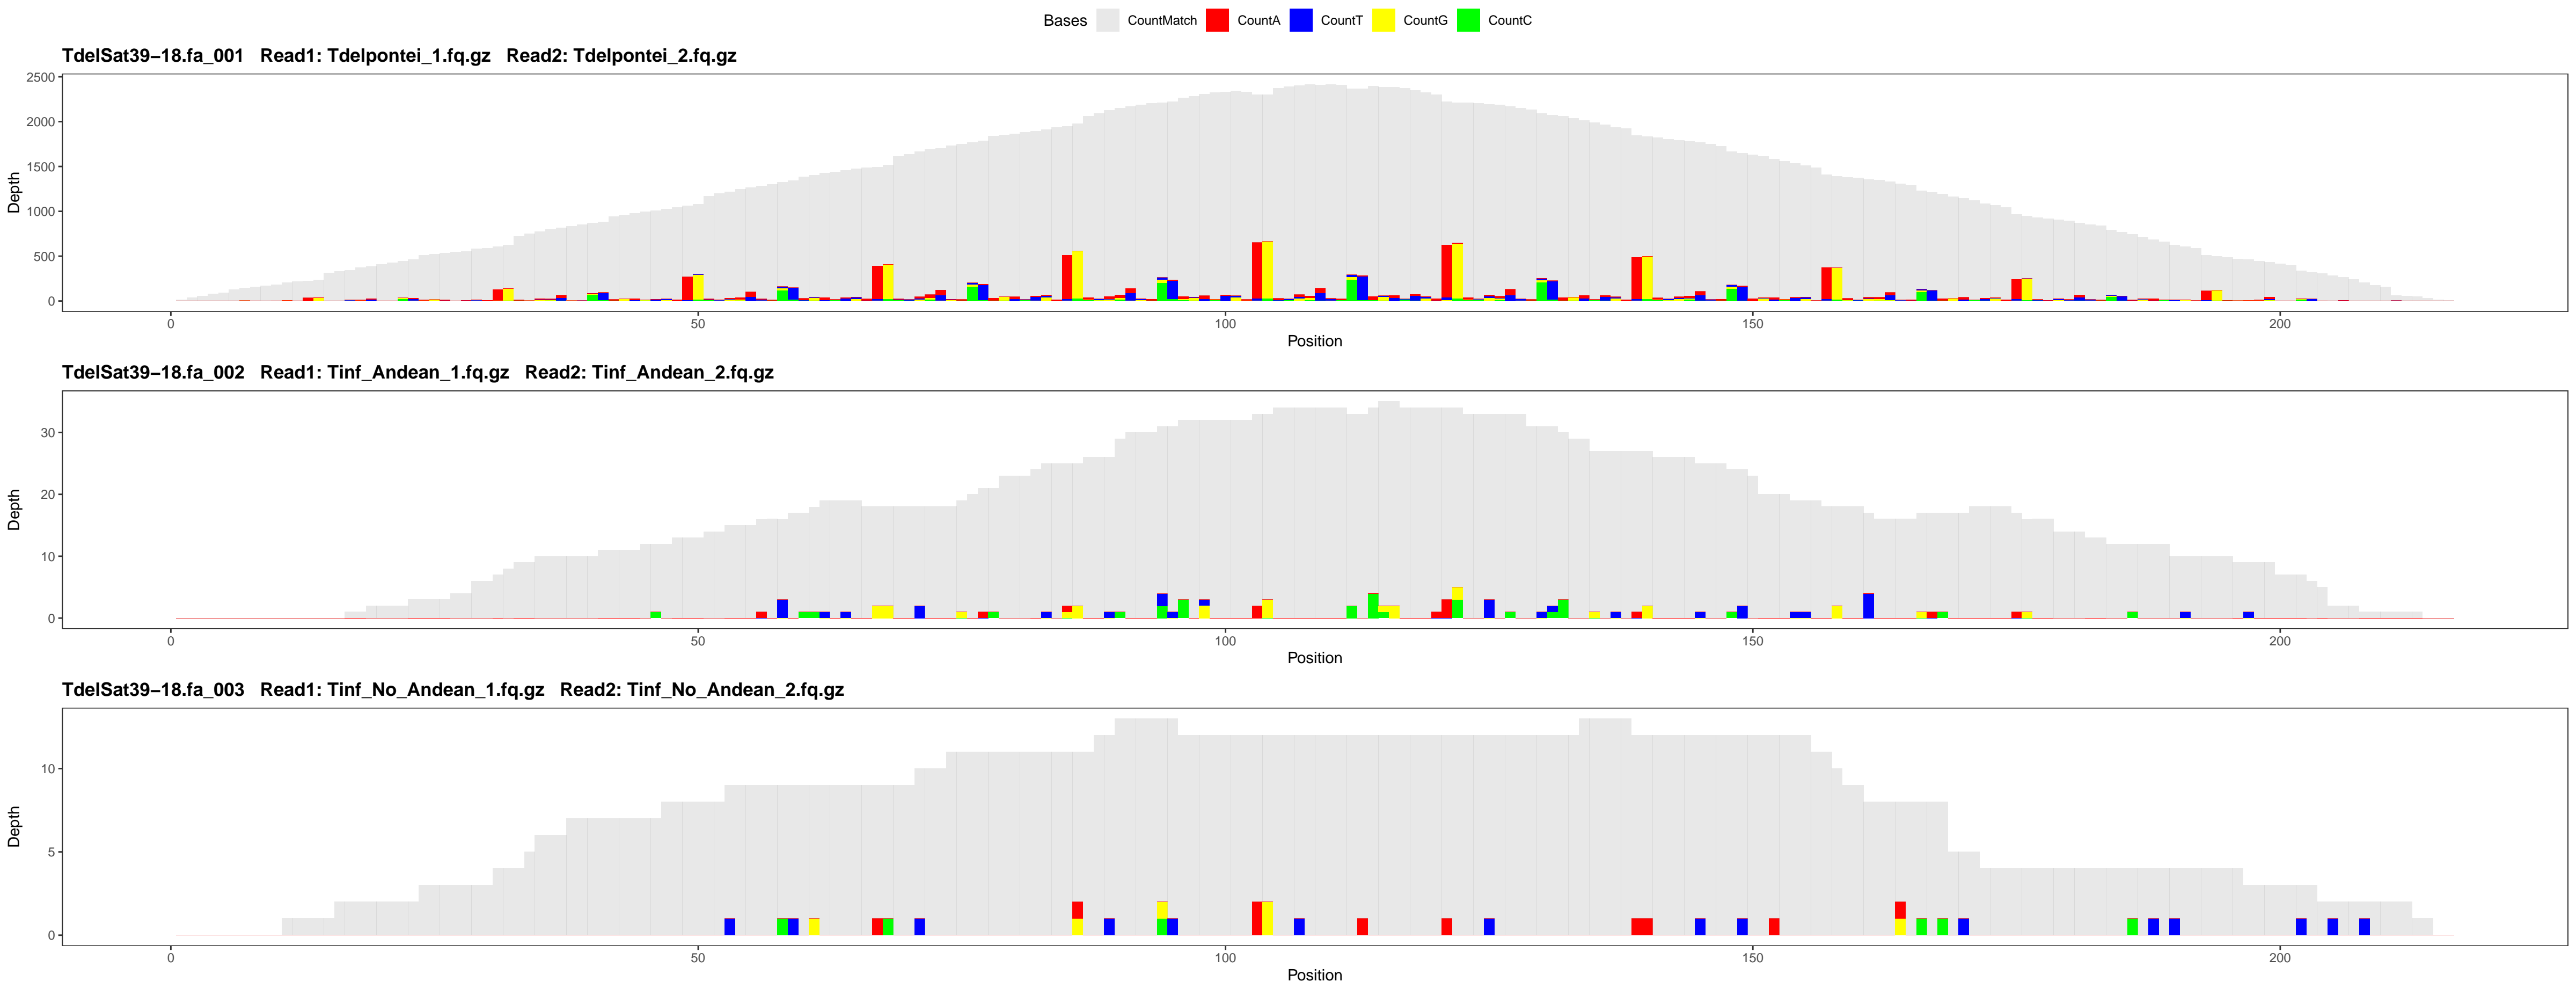 Bases CountMatch CountA CountT CountG CountC
TdelSat39–18.fa_001 Read1: Tdelpontei_1.fq.gz Read2: Tdelpontei_2.fq.gz
2500
2000
1500
1000
500
0
Depth
0 50 100 150 200
Position
TdelSat39–18.fa_002 Read1: Tinf_Andean_1.fq.gz Read2: Tinf_Andean_2.fq.gz
30
20
10
0
Depth
0 50 100 150 200
Position
TdelSat39–18.fa_003 Read1: Tinf_No_Andean_1.fq.gz Read2: Tinf_No_Andean_2.fq.gz
10
5
0
Depth
0 50 100 150 200
Position